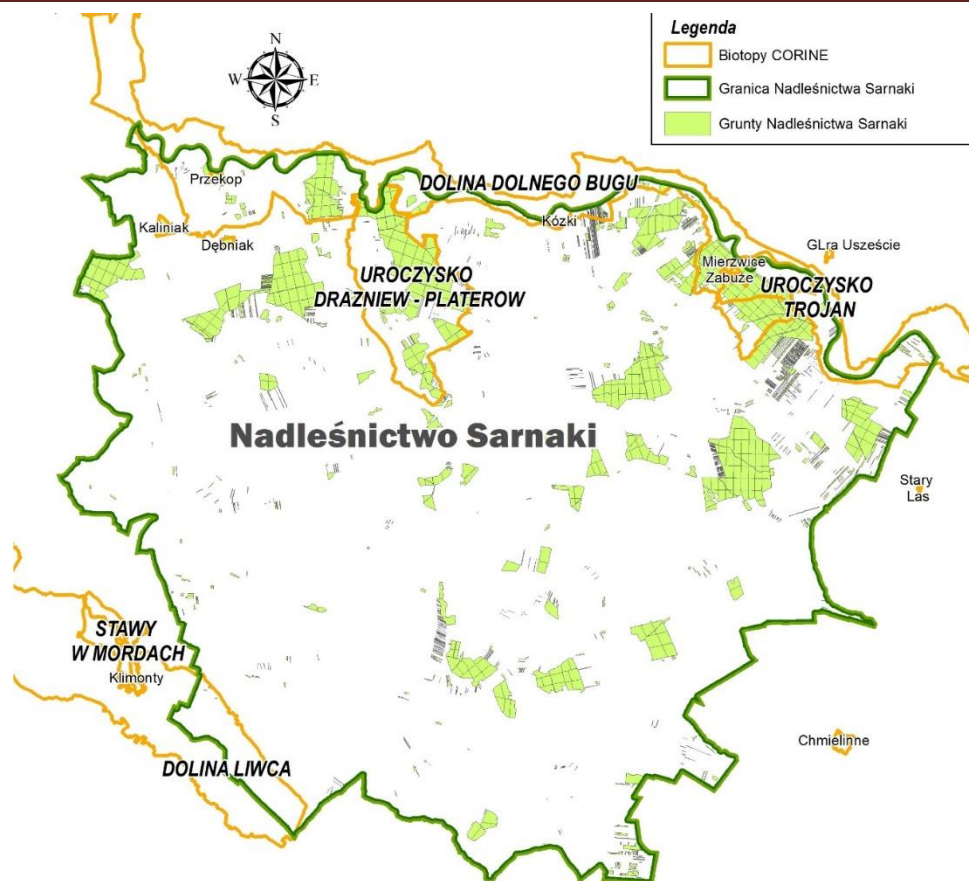 Legenda
Biotopy CORINE
Granica Nadleśnictwa Sarnaki
Grunty Nadleśnictwa Sarnaki
N
W
E
S
Przekop
Kaliniak
Dębniak
DOLINA DOLNEGO BUGU
Kózki
GLra Uszeście
Mierzwice
Zabuże
UROCZYSKO
TROJAN
UROCZYSKO
DRAZNIEW - PLATEROW
Nadleśnictwo Sarnaki
Stary
Las
STAWY
W MORDACH
Klimonty
DOLINA LIWCA
Chmielinne